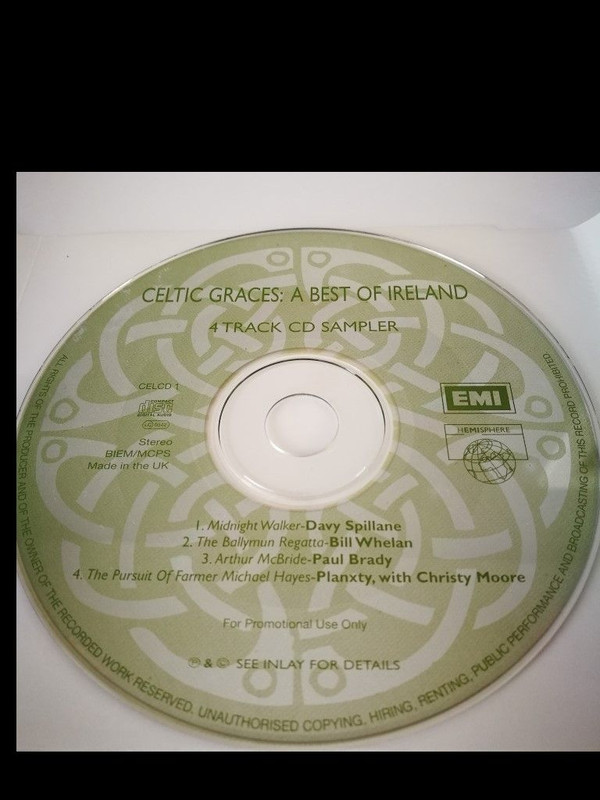 CELTIC GRACES: A BEST OF IRELAND
4 TRACK CD SAMPLER
CELCD 1
COMPACT
disc
DIGITAL AUDIO
Stereo
BIEM/MCPS
Made in the UK
EMI
HEMISPHERE
1. Midnight Walker-Davy Spillane
2. The Ballymun Regatta-Bill Whelan
3. Arthur McBride-Paul Brady
4. The Pursuit Of Farmer Michael Hayes-Planxty, with Christy Moore
For Promotional Use Only
℗ & © SEE INLAY FOR DETAILS
ALL RIGHTS OF THE PRODUCER AND OF THE OWNER OF THE RECORDED WORK RESERVED. UNAUTHORISED COPYING. HIRING, RENTING, PUBLIC PERFORMANCE AND BROADCASTING OF THIS RECORD PROHIBITED